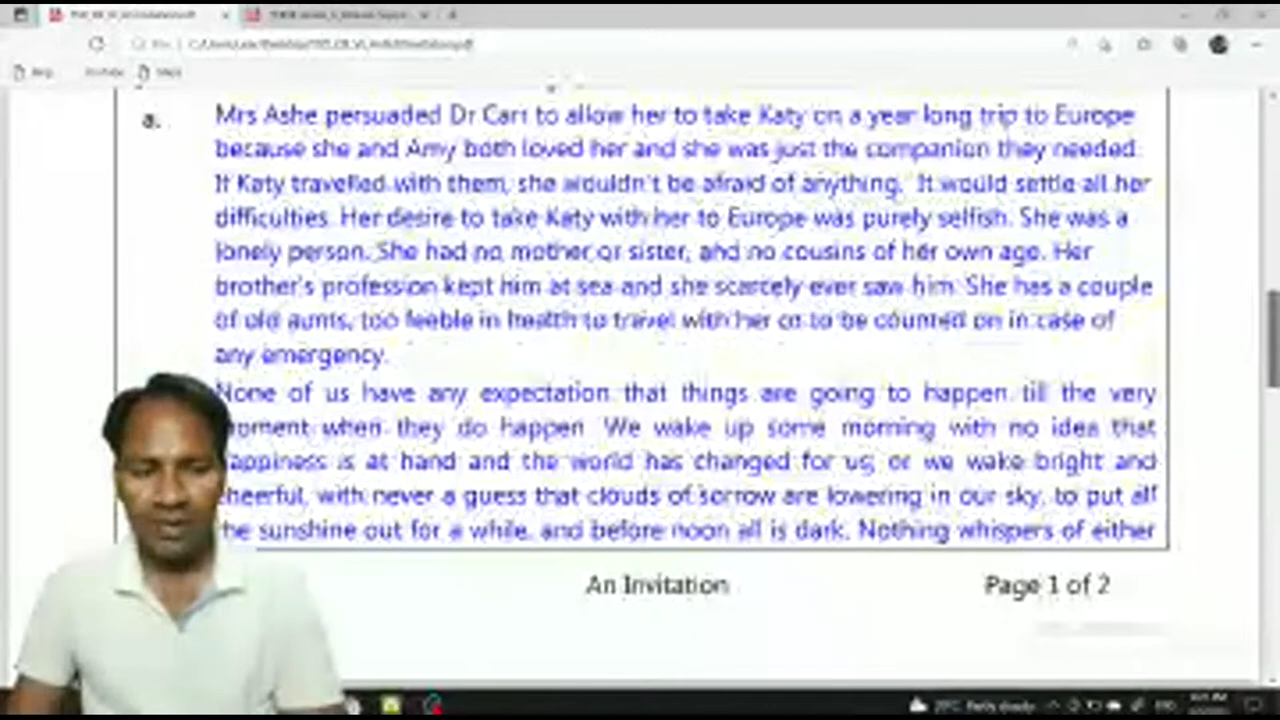 a.
Mrs Ashe persuaded Dr Carr to allow her to take Katy on a year long trip to Europe
because she and Amy both loved her and she was just the companion they needed.
If Katy travelled with them, she wouldn't be afraid of anything. It would settle all her
difficulties. Her desire to take Katy with her to Europe was purely selfish. She was a
lonely person. She had no mother or sister, and no cousins of her own age. Her
brother's profession kept him at sea and she scarcely ever saw him. She has a couple
of old aunts, too feeble in health to travel with her or to be counted on in case of
any emergency.
None of us have any expectation that things are going to happen till the very
moment when they do happen. We wake up some morning with no idea that
happiness is at hand and the world has changed for us, or we wake bright and
cheerful, with never a guess that clouds of sorrow are lowering in our sky, to put all
the sunshine out for a while, and before noon all is dark. Nothing whispers of either
An Invitation
Page 1 of 2